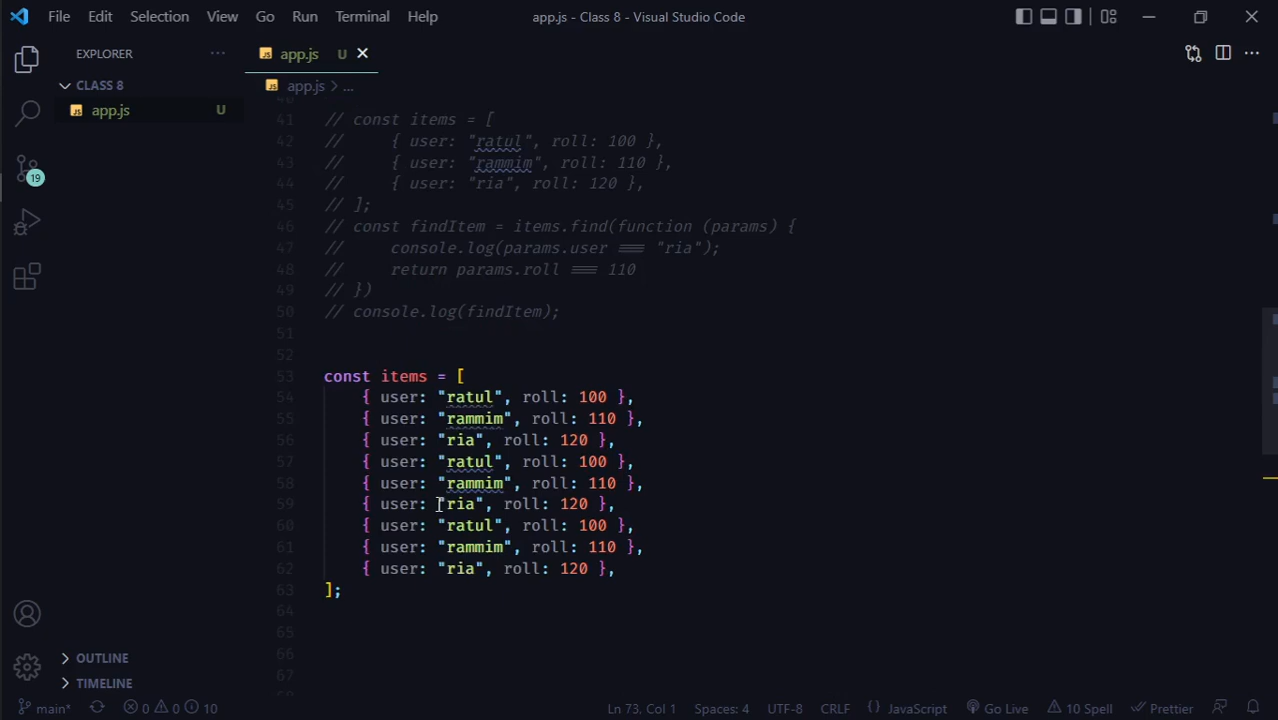 File Edit Selection View Go Run Terminal Help app.js - Class 8 - Visual Studio Code
EXPLORER ··· app.js U
CLASS 8
app.js U
app.js > ...
41 // const items = [
42 //     { user: "ratul", roll: 100 },
43 //     { user: "rammim", roll: 110 },
44 //     { user: "ria", roll: 120 },
45 // ];
46 // const findItem = items.find(function (params) {
47 //     console.log(params.user === "ria");
48 //     return params.roll === 110
49 // })
50 // console.log(findItem);
51
52
53 const items = [
54     { user: "ratul", roll: 100 },
55     { user: "rammim", roll: 110 },
56     { user: "ria", roll: 120 },
57     { user: "ratul", roll: 100 },
58     { user: "rammim", roll: 110 },
59     { user: "ria", roll: 120 },
60     { user: "ratul", roll: 100 },
61     { user: "rammim", roll: 110 },
62     { user: "ria", roll: 120 },
63 ];
64
65
66
67
19
OUTLINE
TIMELINE
main* 0 0 10 Ln 73, Col 1 Spaces: 4 UTF-8 CRLF {} JavaScript Go Live 10 Spell Prettier